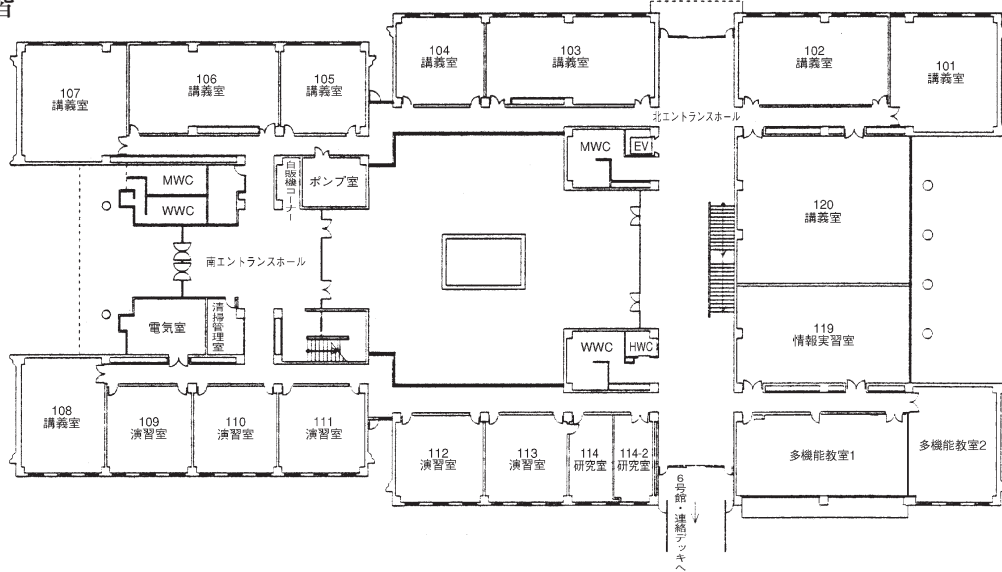 階
104
講義室
103
講義室
102
講義室
101
講義室
107
講義室
106
講義室
105
講義室
北エントランスホール
MWC
EV
MWC
WWC
自販機コーナー
ポンプ室
120
講義室
南エントランスホール
電気室
清掃管理室
WWC
HWC
119
情報実習室
108
講義室
109
演習室
110
演習室
111
演習室
112
演習室
113
演習室
114
研究室
114-2
研究室
6号館・連絡デッキへ
多機能教室1
多機能教室2